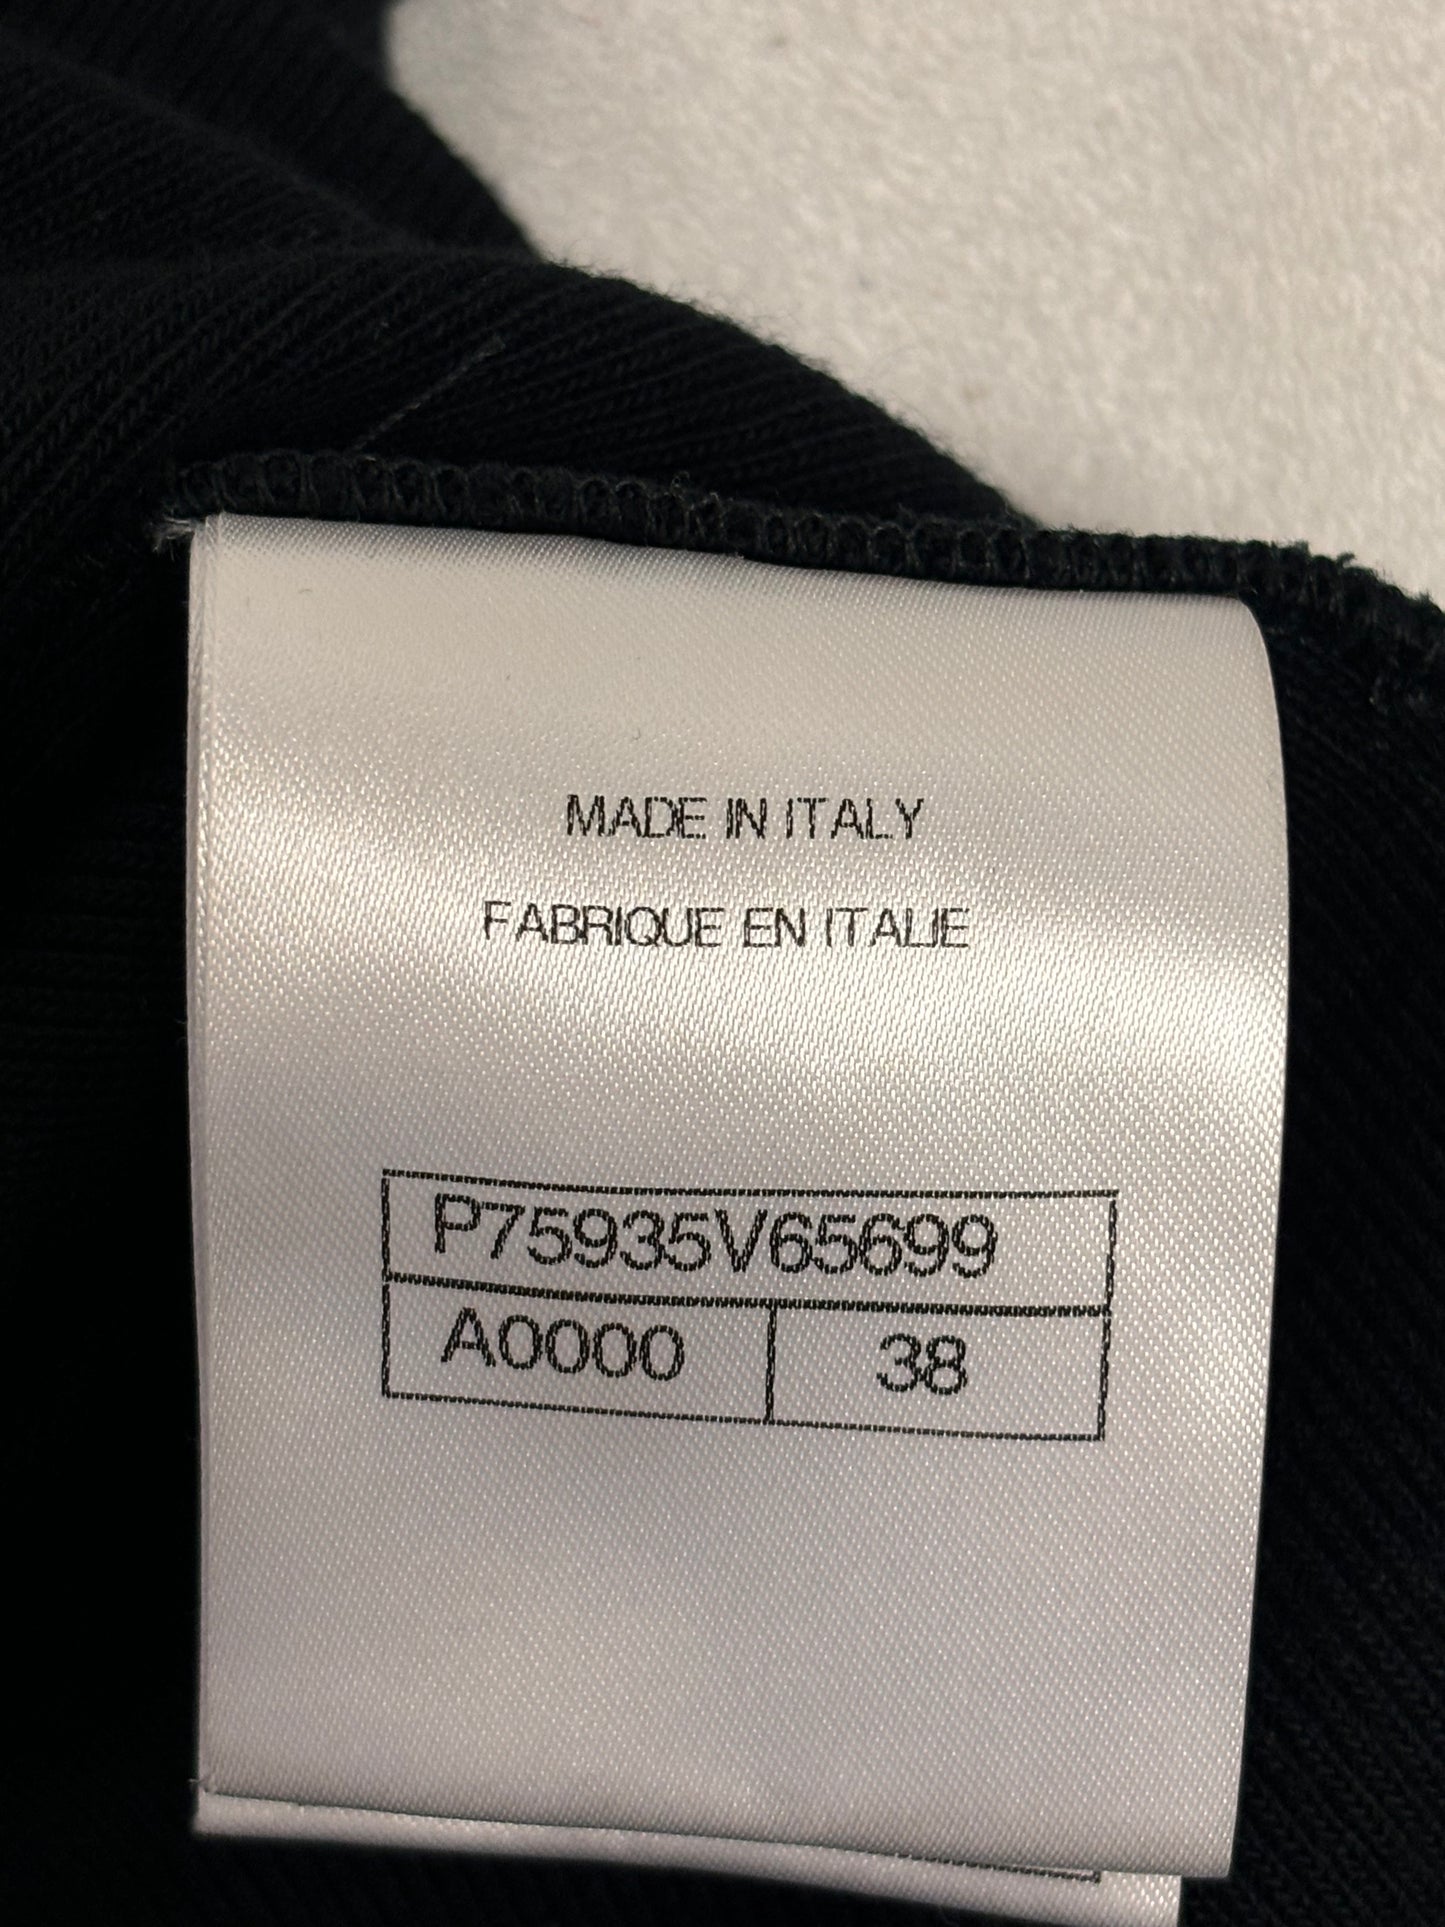 MADE IN ITALY
FABRIQUE EN ITALIE
P75935V65699
A0000 38